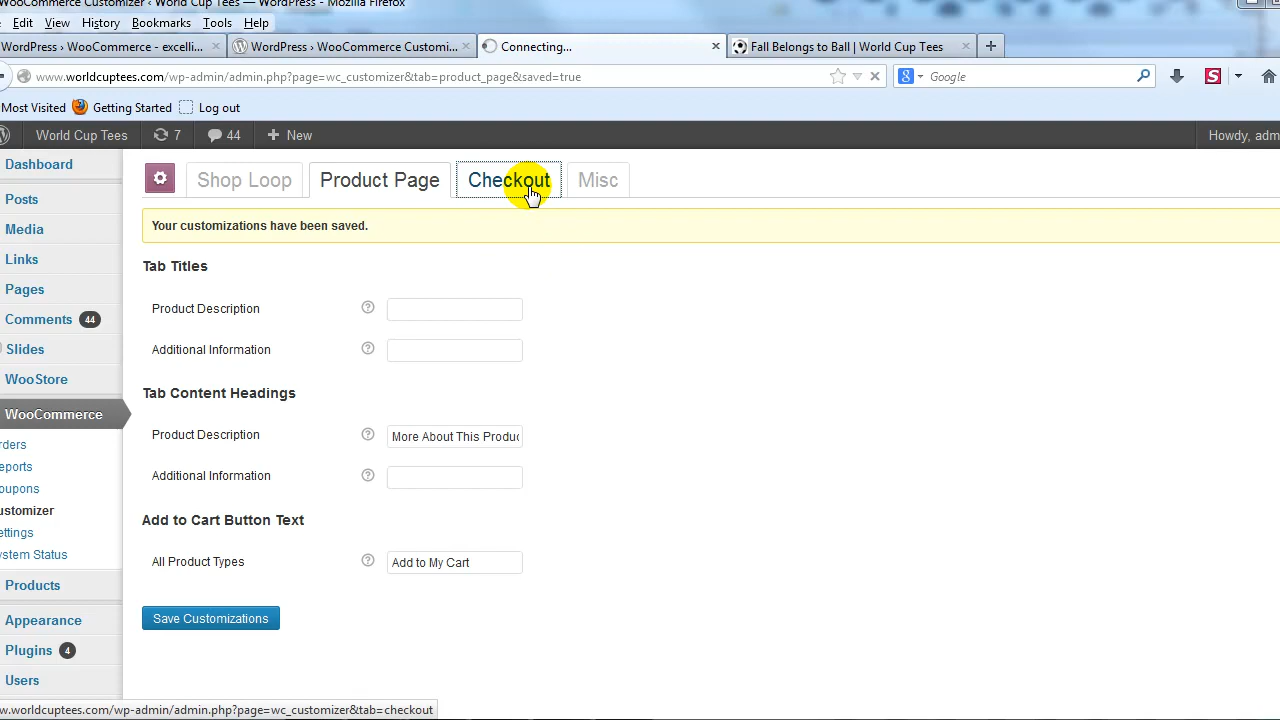 WooCommerce Customizer ‹ World Cup Tees — WordPress - Mozilla Firefox
Edit View History Bookmarks Tools Help
WordPress › WooCommerce - excelli... × WordPress › WooCommerce Customi... × Connecting... × Fall Belongs to Ball | World Cup Tees × +
www.worldcuptees.com/wp-admin/admin.php?page=wc_customizer&tab=product_page&saved=true Google
Most Visited Getting Started Log out
World Cup Tees 7 44 + New Howdy, adm
Dashboard
Posts
Media
Links
Pages
Comments 44
Slides
WooStore
WooCommerce
rders
eports
oupons
ustomizer
ettings
ystem Status
Products
Appearance
Plugins 4
Users
Shop Loop Product Page Checkout Misc
Your customizations have been saved.
Tab Titles
Product Description ?
Additional Information ?
Tab Content Headings
Product Description ? More About This Produc
Additional Information ?
Add to Cart Button Text
All Product Types ? Add to My Cart
Save Customizations
w.worldcuptees.com/wp-admin/admin.php?page=wc_customizer&tab=checkout